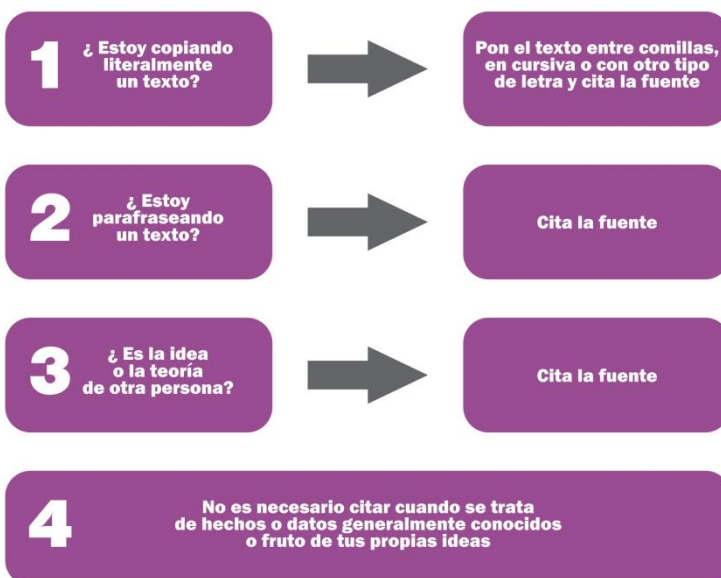 1
¿ Estoy copiando
literalmente
un texto?
Pon el texto entre comillas,
en cursiva o con otro tipo
de letra y cita la fuente
2
¿ Estoy
parafraseando
un texto?
Cita la fuente
3
¿ Es la idea
o la teoría
de otra persona?
Cita la fuente
4
No es necesario citar cuando se trata
de hechos o datos generalmente conocidos
o fruto de tus propias ideas